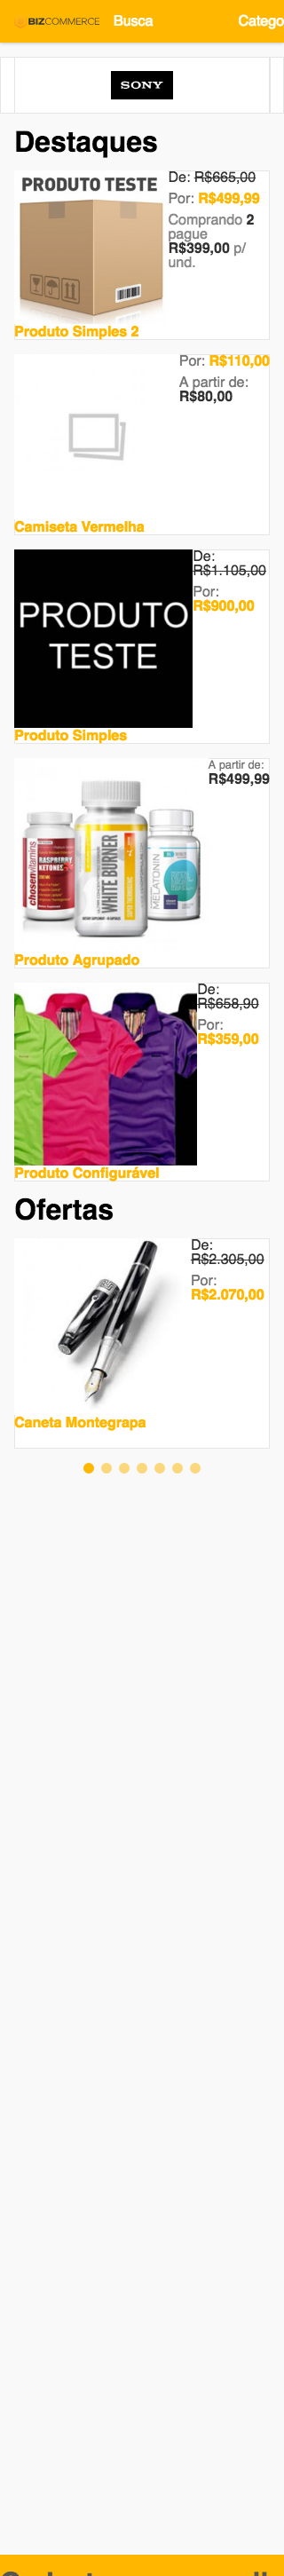 BIZCOMMERCE Busca Catego
SONY
Destaques
PRODUTO TESTE
De: R$665,00
Por: R$499,99
Comprando 2
pague
R$399,00 p/
und.
Produto Simples 2
Por: R$110,00
A partir de:
R$80,00
Camiseta Vermelha
PRODUTO
TESTE
De:
R$1.105,00
Por:
R$900,00
Produto Simples
A partir de:
R$499,99
chosenvitamins
RASPBERRY
KETONES
WHITE BURNER
MELATONIN
Produto Agrupado
De:
R$658,90
Por:
R$359,00
Produto Configurável
Ofertas
De:
R$2.305,00
Por:
R$2.070,00
Caneta Montegrapa